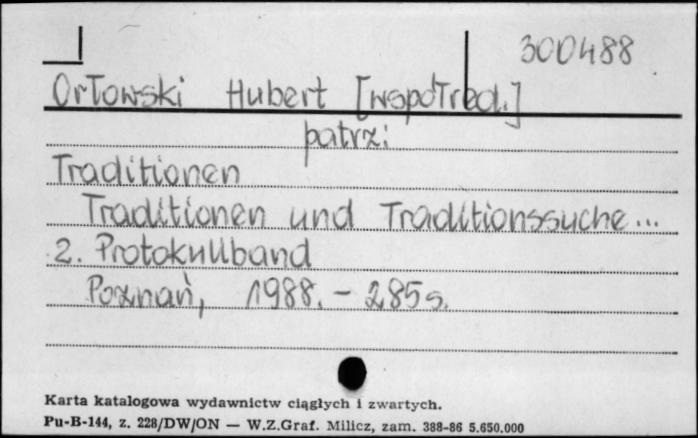 300488
Orłowski Hubert [współred.]
patrz:
Traditionen
Traditionen und Traditionssuche...
2. Protokullband
Poznań, 1988. - 285 s.
Karta katalogowa wydawnictw ciągłych i zwartych.
Pu-B-144, z. 228/DW/ON — W.Z.Graf. Milicz, zam. 388-86 5.650.000